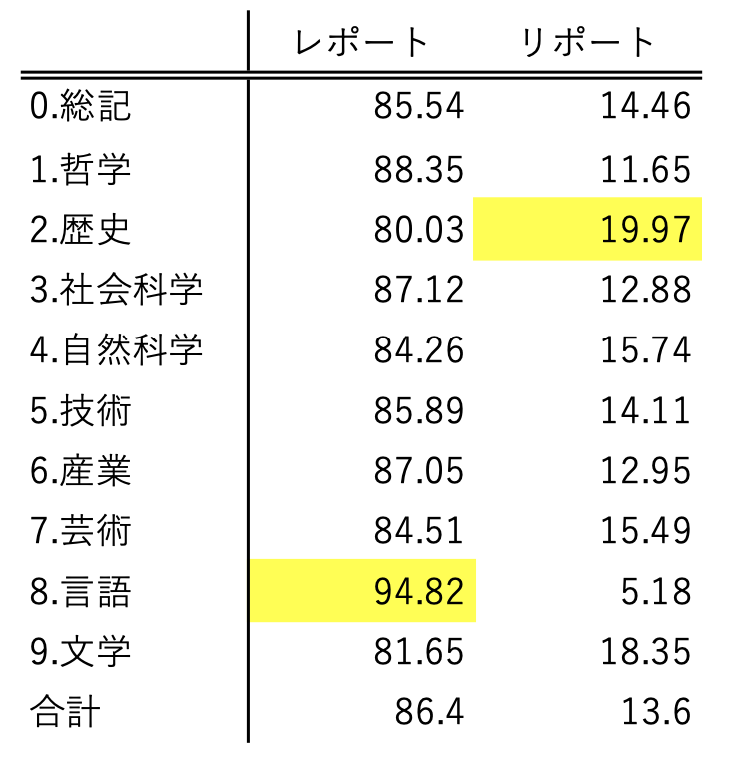 レポート リポート
0.総記 85.54 14.46
1.哲学 88.35 11.65
2.歴史 80.03 19.97
3.社会科学 87.12 12.88
4.自然科学 84.26 15.74
5.技術 85.89 14.11
6.産業 87.05 12.95
7.芸術 84.51 15.49
8.言語 94.82 5.18
9.文学 81.65 18.35
合計 86.4 13.6